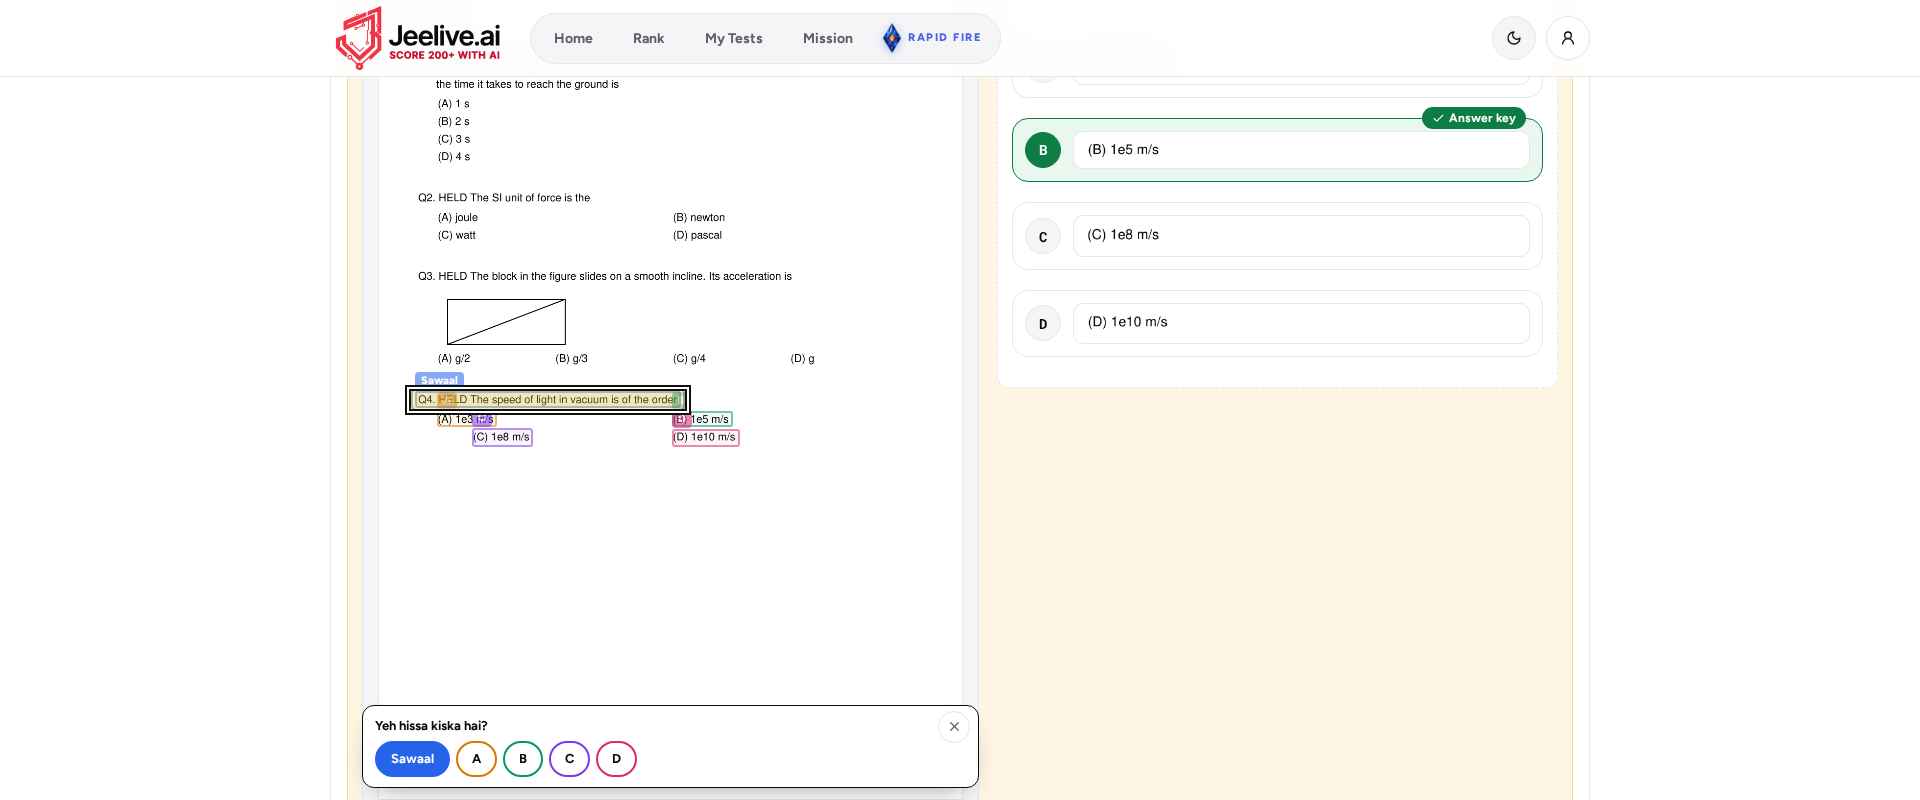 Jeelive.ai
SCORE 200+ WITH AI
Home
Rank
My Tests
Mission
RAPID FIRE
the time it takes to reach the ground is
(A) 1 s
(B) 2 s
(C) 3 s
(D) 4 s
Q2. HELD The SI unit of force is the
(A) joule
(B) newton
(C) watt
(D) pascal
Q3. HELD The block in the figure slides on a smooth incline. Its acceleration is
(A) g/2
(B) g/3
(C) g/4
(D) g
Sawaal
Q4. HELD The speed of light in vacuum is of the order
(A) 1e3 m/s
(B) 1e5 m/s
(C) 1e8 m/s
(D) 1e10 m/s
Yeh hissa kiska hai?
Sawaal
A
B
C
D
Answer key
B
(B) 1e5 m/s
C
(C) 1e8 m/s
D
(D) 1e10 m/s